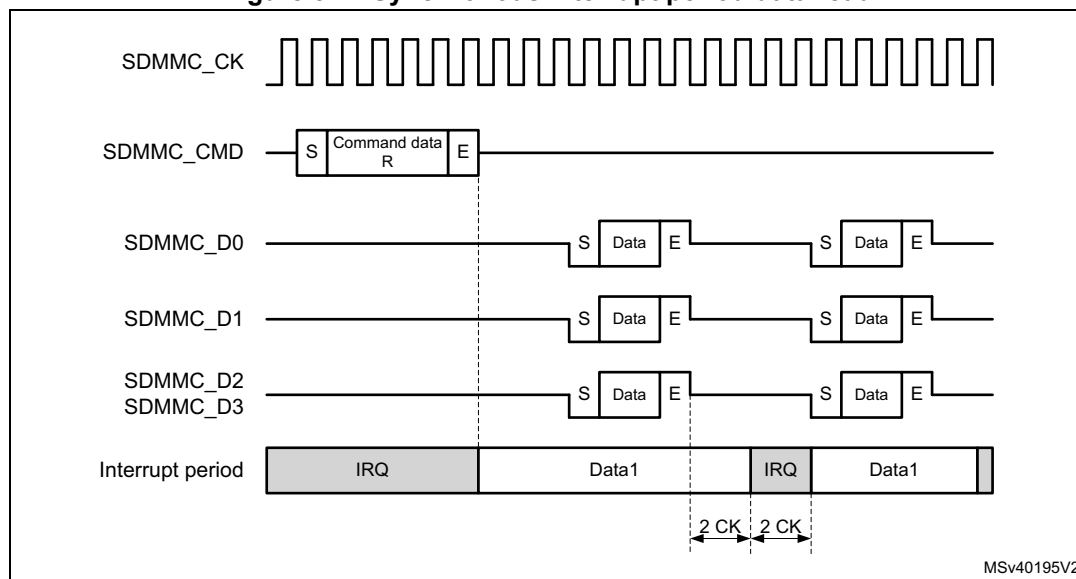 SDMMC_CK
SDMMC_CMD
S
Command data
R
E
SDMMC_D0
S
Data
E
S
Data
E
SDMMC_D1
S
Data
E
S
Data
E
SDMMC_D2
SDMMC_D3
S
Data
E
S
Data
E
Interrupt period
IRQ
Data1
IRQ
Data1
2 CK
2 CK
MSv40195V2